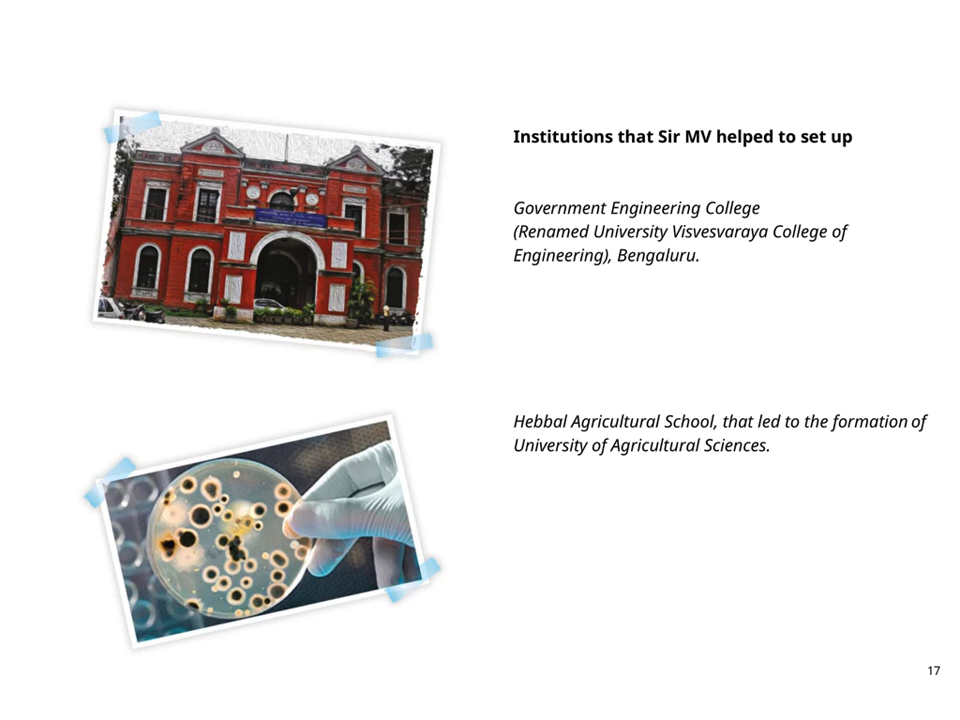 Institutions that Sir MV helped to set up
Government Engineering College
(Renamed University Visvesvaraya College of
Engineering), Bengaluru.
Hebbal Agricultural School, that led to the formation of
University of Agricultural Sciences.
17